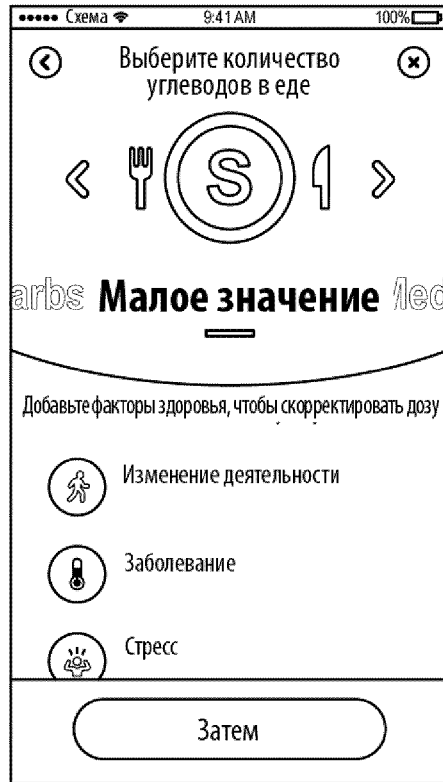 Схема 9:41 AM 100%
Выберите количество
углеводов в еде
S
arbs Малое значение Med
Добавьте факторы здоровья, чтобы скорректировать дозу
Изменение деятельности
Заболевание
Стресс
Затем